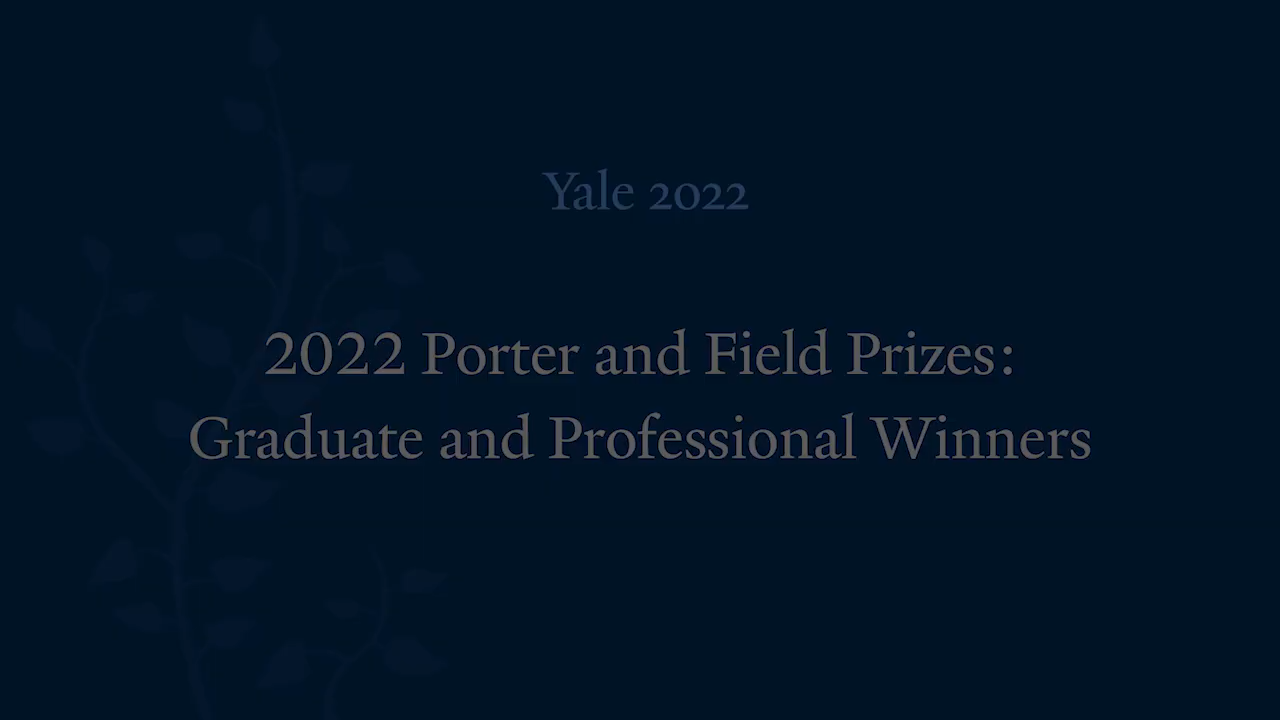 Yale 2022
2022 Porter and Field Prizes:
Graduate and Professional Winners